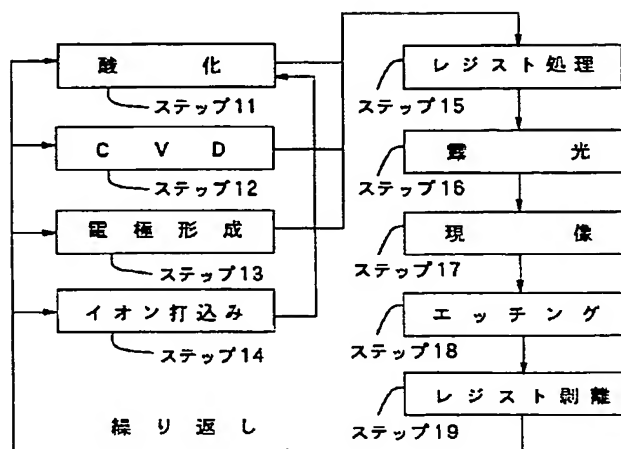 酸化
ステップ11
CVD
ステップ12
電極形成
ステップ13
イオン打込み
ステップ14
繰り返し
レジスト処理
ステップ15
露光
ステップ16
現像
ステップ17
エッチング
ステップ18
レジスト剥離
ステップ19